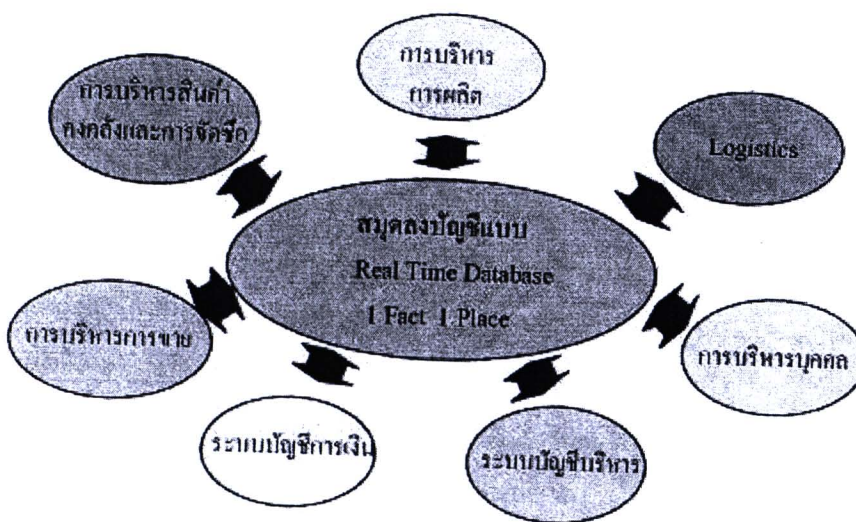 การบริหาร
การผลิต
การบริหารสินค้า
คงคลังและการจัดซื้อ
Logistics
สมุดลงบัญชีแบบ
Real Time Database
1 Fact 1 Place
การบริหารการขาย
การบริหารบุคคล
ระบบบัญชีการเงิน
ระบบบัญชีบริหาร